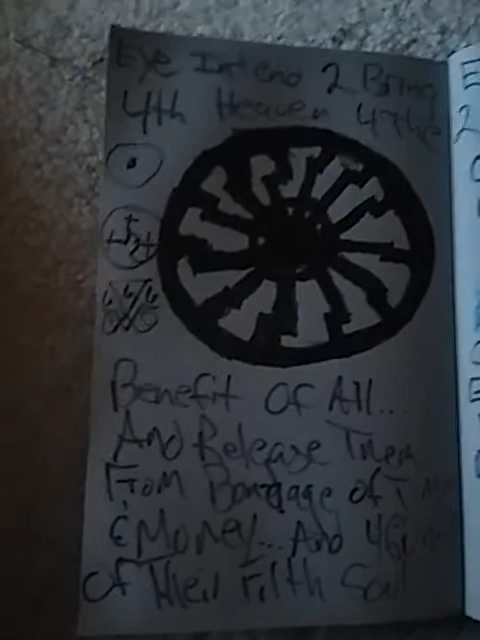 Eye Intend 2 Bring
4th Heaven 4 The
Benefit Of All...
And Release Them
From Bondage of
& Money... And
of their Filth Soul